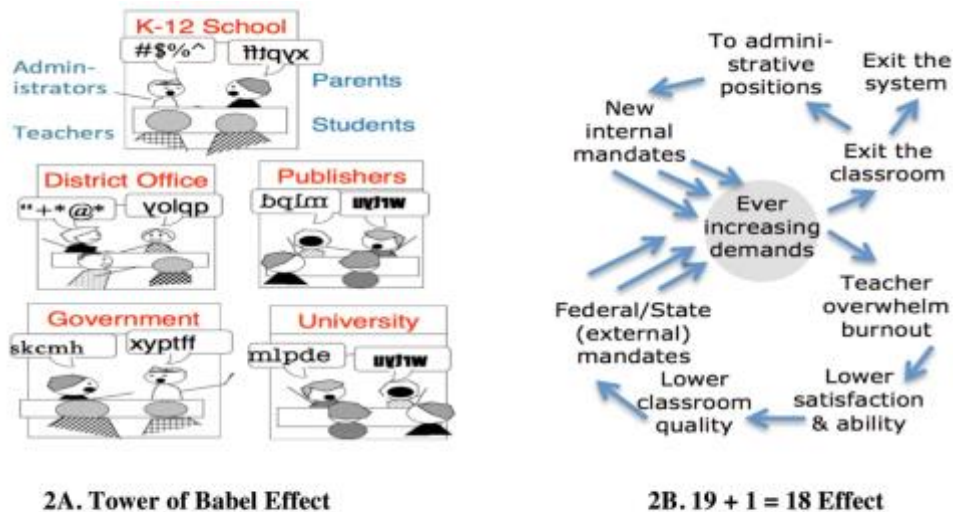 K-12 School
#$%^
Admin-
istrators
Parents
Teachers
Students
District Office
"+*@*
Publishers
Government
skcmh
xyptff
University
mlpde
2A. Tower of Babel Effect
To admini-
strative
positions
Exit the
system
New
internal
mandates
Exit the
classroom
Ever
increasing
demands
Teacher
overwhelm
burnout
Federal/State
(external)
mandates
Lower
classroom
quality
Lower
satisfaction
& ability
2B. 19 + 1 = 18 Effect